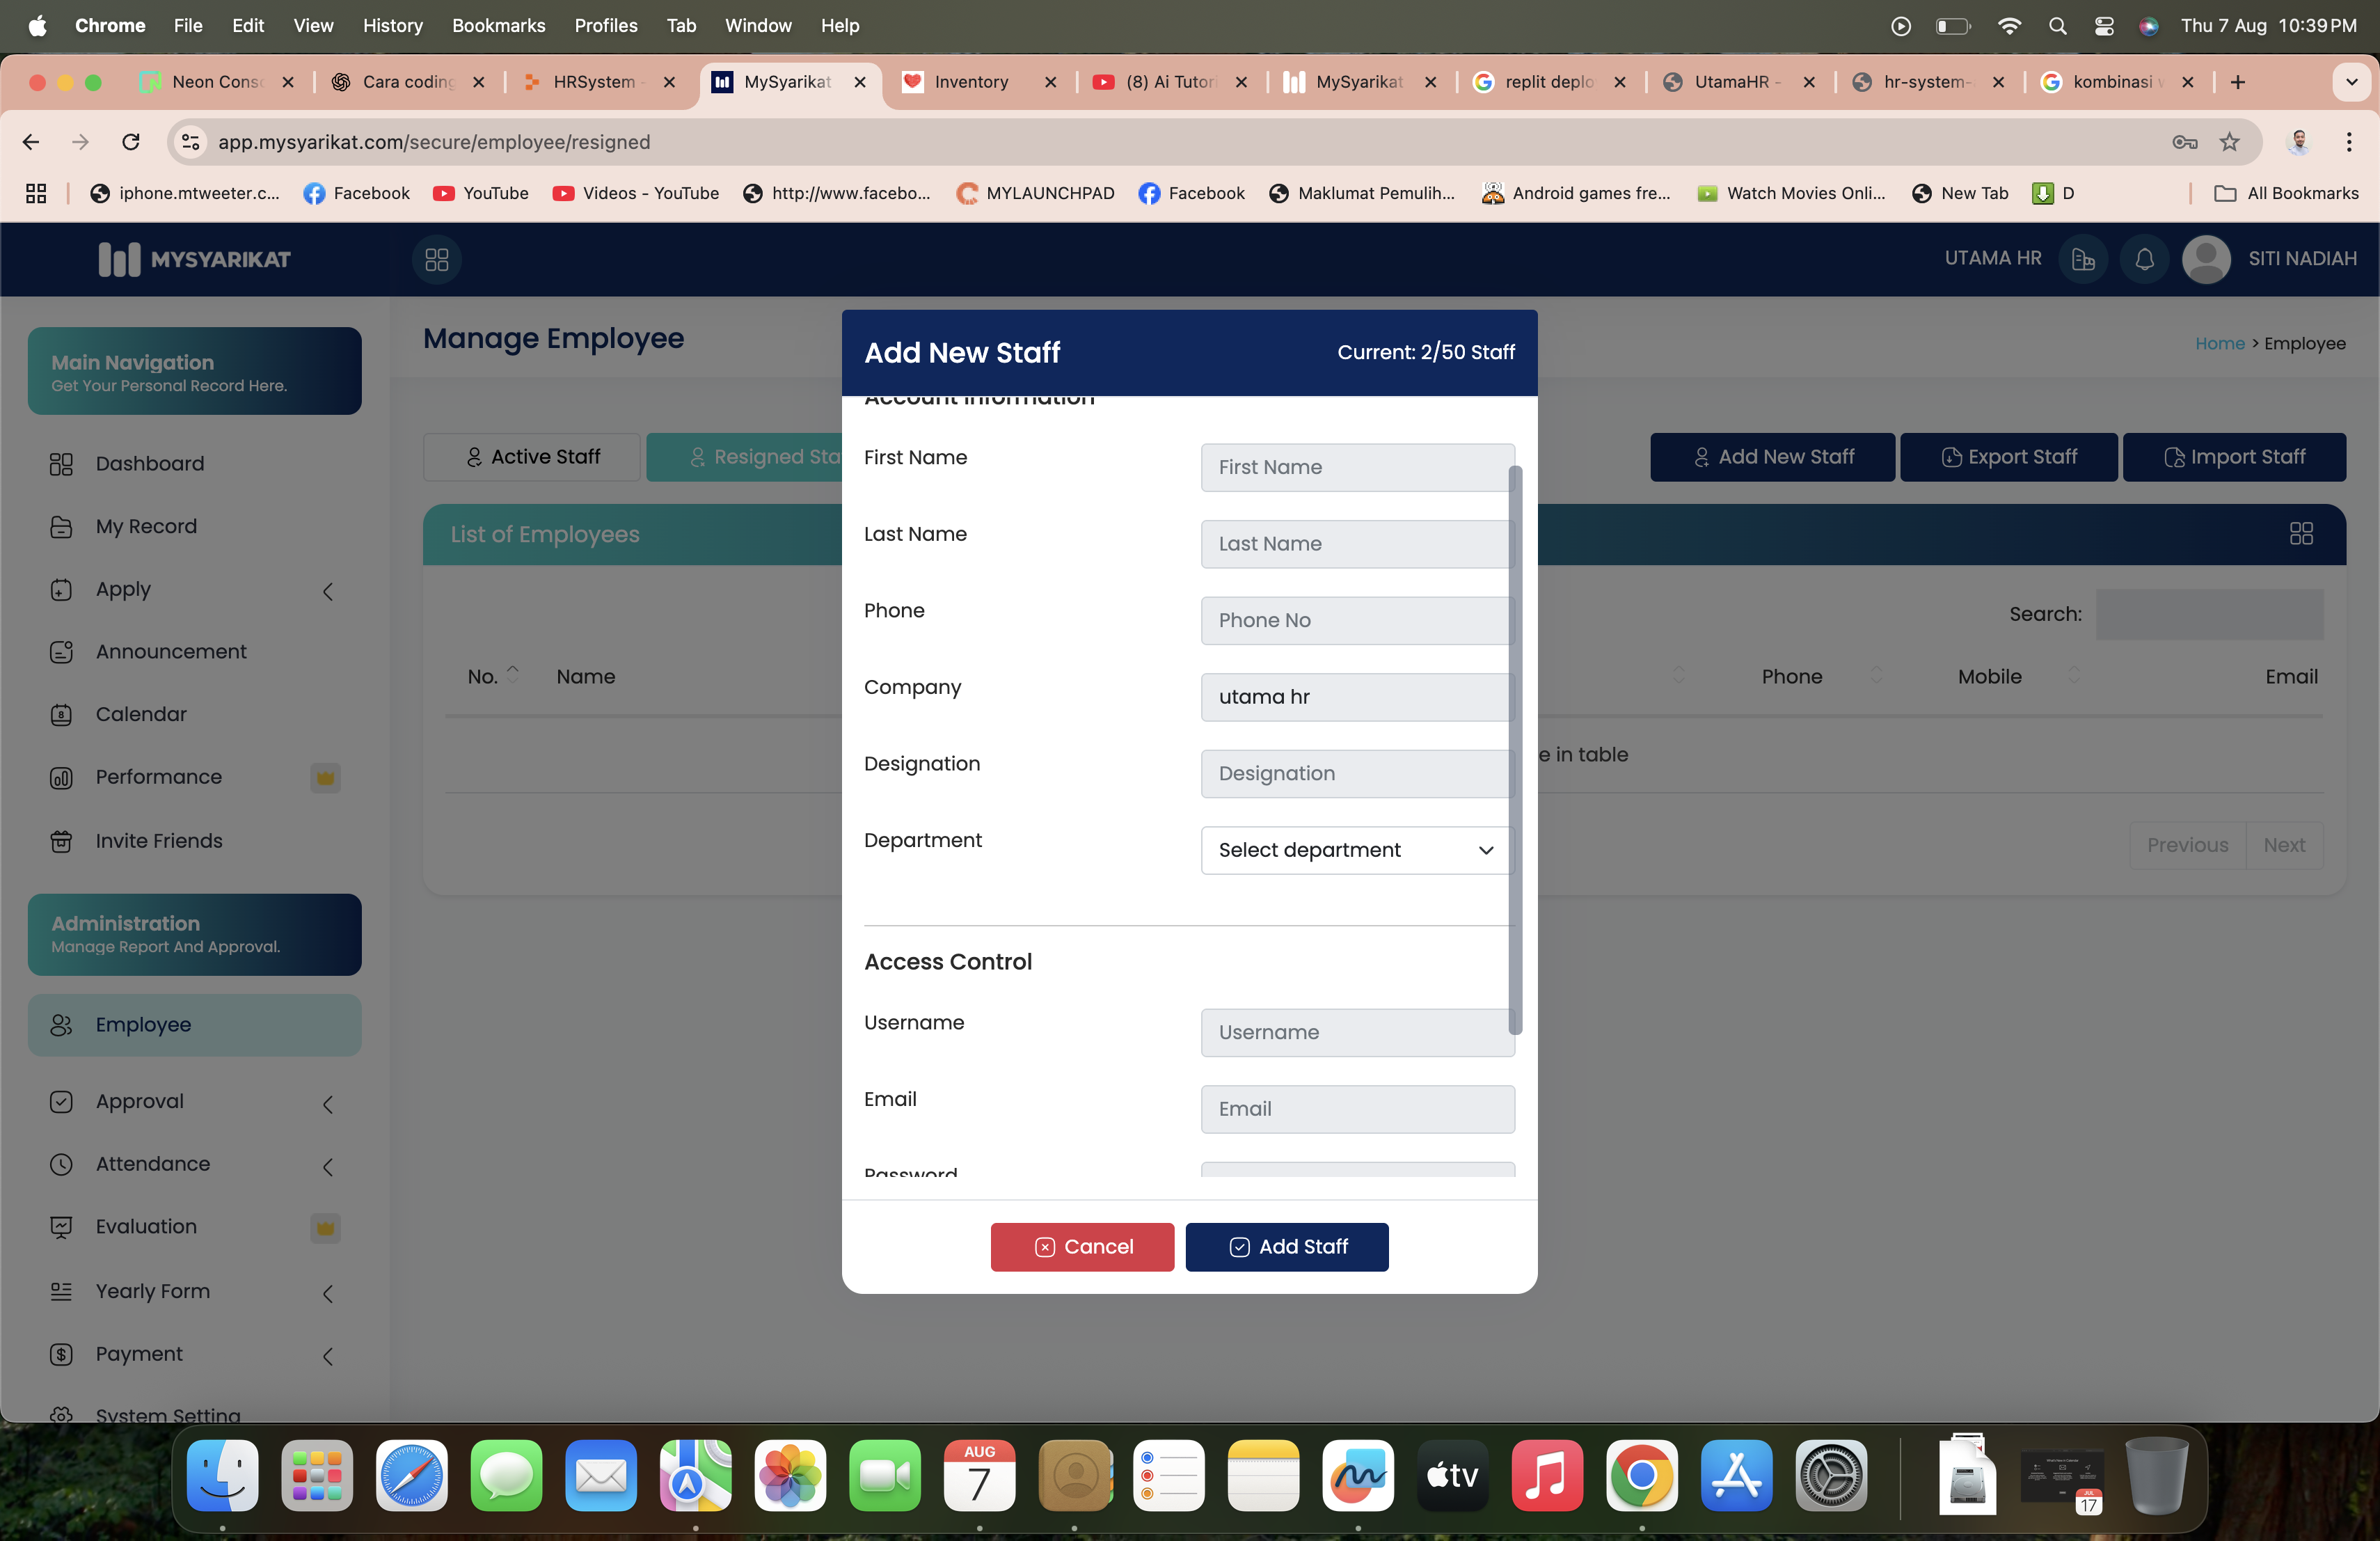 Chrome File Edit View History Bookmarks Profiles Tab Window Help Thu 7 Aug 10:39 PM
Neon Cons Cara coding HRSystem - MySyarikat Inventory (8) Ai Tutori MySyarikat replit deplo UtamaHR - hr-system- kombinasi w
app.mysyarikat.com/secure/employee/resigned
iphone.mtweeter.c... Facebook YouTube Videos - YouTube http://www.facebo... MYLAUNCHPAD Facebook Maklumat Pemulih... Android games fre... Watch Movies Onli... New Tab D All Bookmarks
MYSYARIKAT UTAMA HR SITI NADIAH
Main Navigation
Get Your Personal Record Here.
Dashboard
My Record
Apply
Announcement
Calendar
Performance
Invite Friends
Administration
Manage Report And Approval.
Employee
Approval
Attendance
Evaluation
Yearly Form
Payment
System Setting
Manage Employee
Home > Employee
Active Staff Resigned Sta Add New Staff Export Staff Import Staff
List of Employees
Search:
No. Name Phone Mobile Email
e in table
Previous Next
Add New Staff Current: 2/50 Staff
Account Information
First Name First Name
Last Name Last Name
Phone Phone No
Company utama hr
Designation Designation
Department Select department
Access Control
Username Username
Email Email
Password
Cancel Add Staff
AUG
7
tv
JUL
17